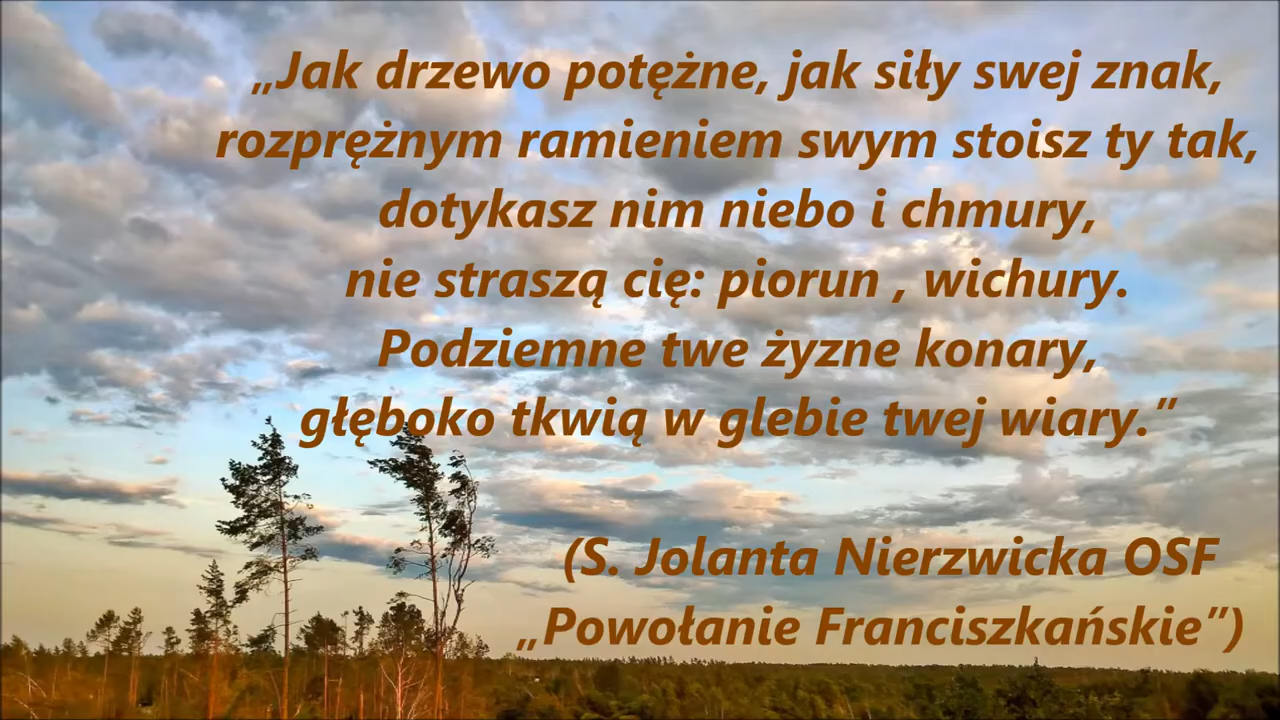 „Jak drzewo potężne, jak siły swej znak,
rozprężnym ramieniem swym stoisz ty tak,
dotykasz nim niebo i chmury,
nie straszą cię: piorun , wichury.
Podziemne twe żyzne konary,
głęboko tkwią w glebie twej wiary.”
(S. Jolanta Nierzwicka OSF
„Powołanie Franciszkańskie”)